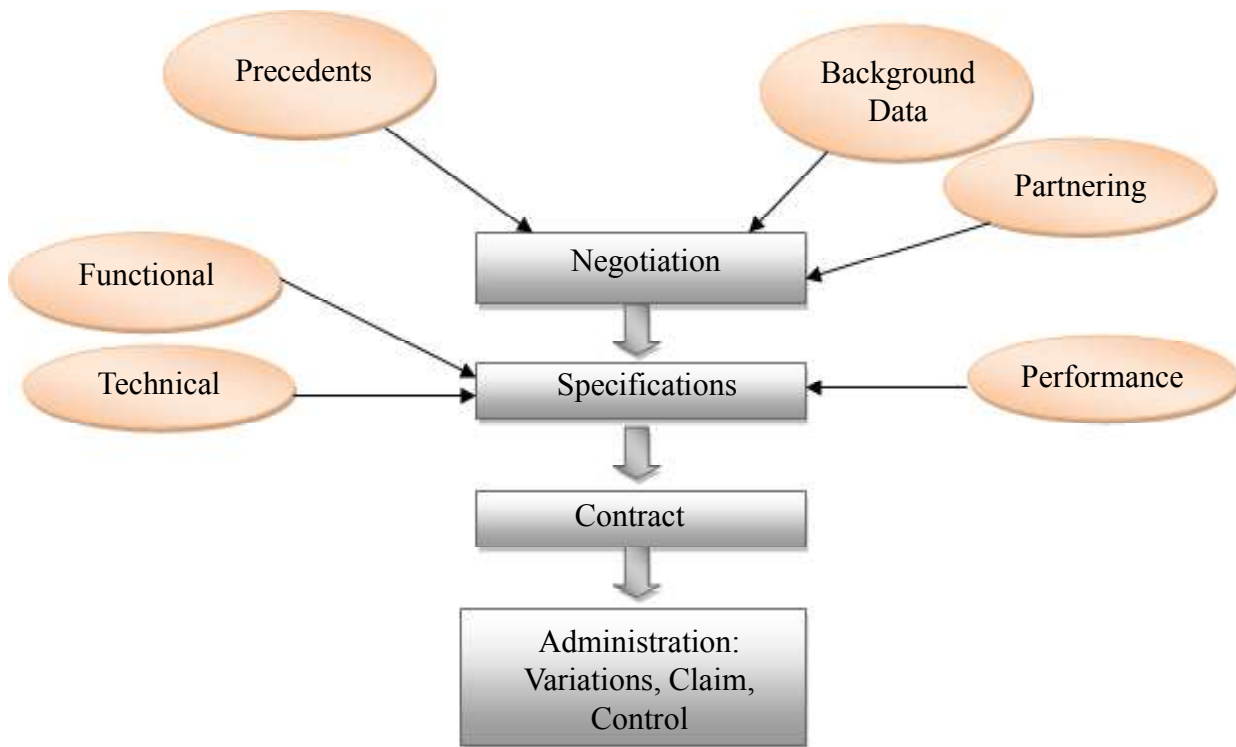 Precedents
Background
Data
Partnering
Negotiation
Functional
Technical
Specifications
Performance
Contract
Administration:
Variations, Claim,
Control